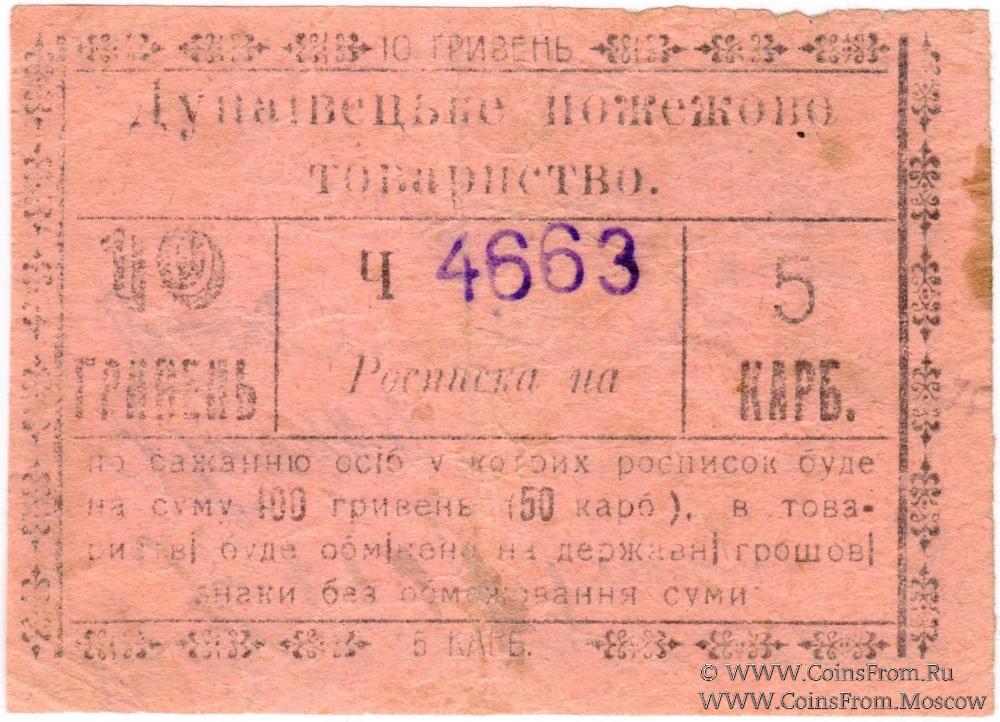 10 ГРИВЕНЬ
Дунаївецьке пожежово
товариство.
10
ГРИВЕНЬ
Ч 4663
Росписка на
5
КАРБ.
по сажанню осіб у котрих росписок буде
на суму 100 гривень (50 карб), в това-
ристві буде обмінено на державні грошові
знаки без обмежовання суми
5 КАРБ.
© WWW.CoinsFrom.Ru
WWW.CoinsFrom.Moscow